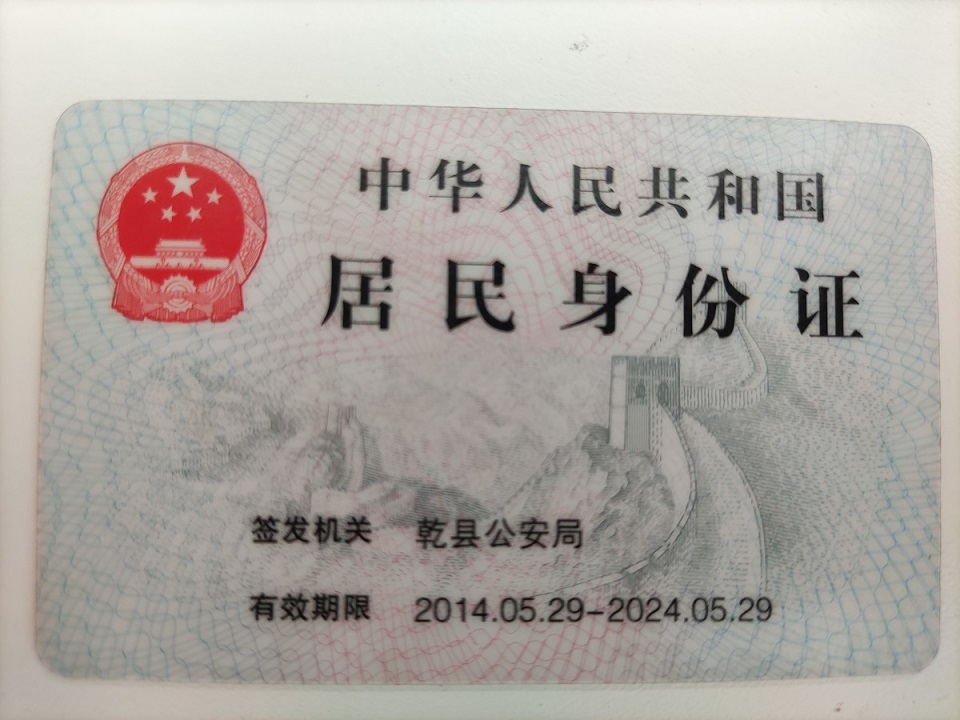 中华人民共和国
居民身份证
签发机关 乾县公安局
有效期限 2014.05.29-2024.05.29